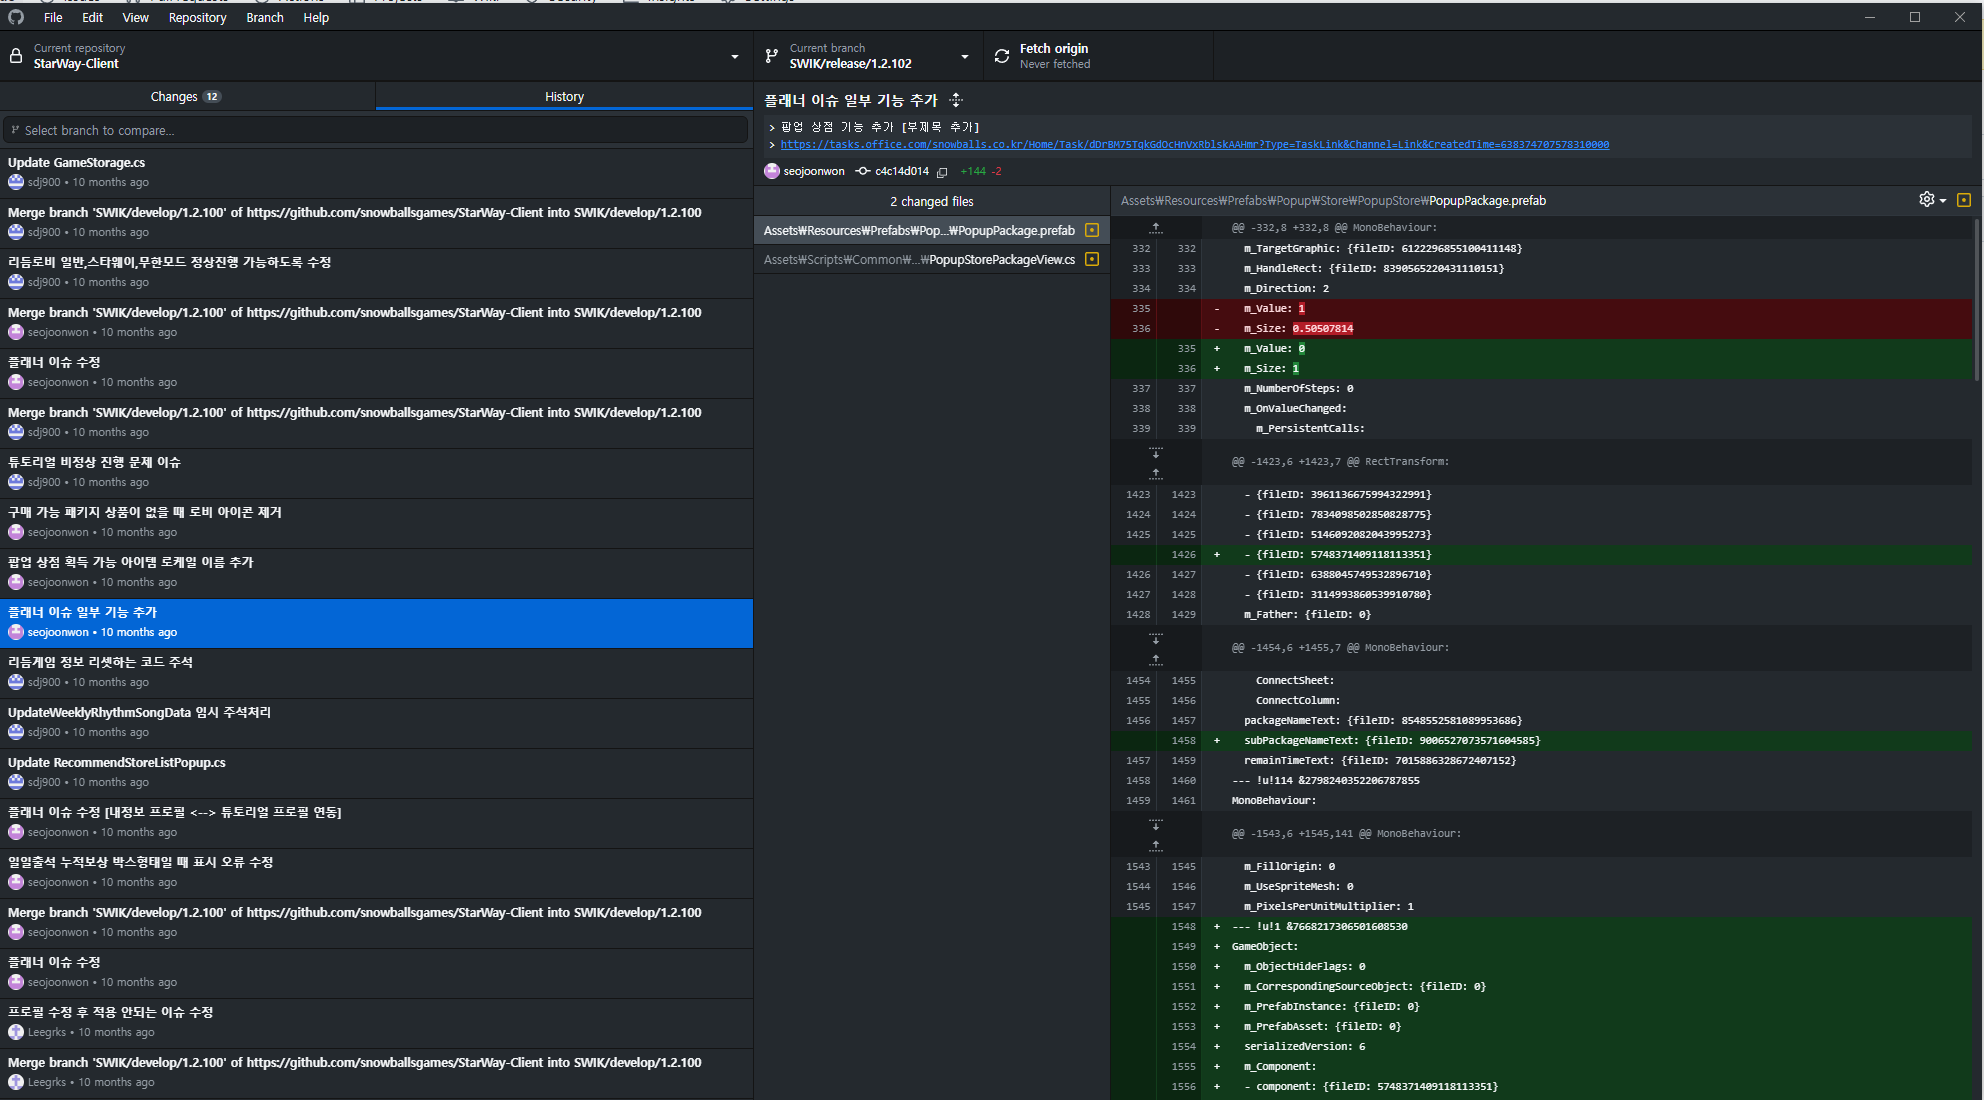 File Edit View Repository Branch Help
Current repository
StarWay-Client
Current branch
SWIK/release/1.2.102
Fetch origin
Never fetched
Changes 12
History
Select branch to compare...
Update GameStorage.cs
sdj900 • 10 months ago
Merge branch 'SWIK/develop/1.2.100' of https://github.com/snowballsgames/StarWay-Client into SWIK/develop/1.2.100
sdj900 • 10 months ago
리듬로비 일반,스타웨이,무한모드 정상진행 가능하도록 수정
sdj900 • 10 months ago
Merge branch 'SWIK/develop/1.2.100' of https://github.com/snowballsgames/StarWay-Client into SWIK/develop/1.2.100
seojoonwon • 10 months ago
플래너 이슈 수정
seojoonwon • 10 months ago
Merge branch 'SWIK/develop/1.2.100' of https://github.com/snowballsgames/StarWay-Client into SWIK/develop/1.2.100
sdj900 • 10 months ago
튜토리얼 비정상 진행 문제 이슈
sdj900 • 10 months ago
구매 가능 패키지 상품이 없을 때 로비 아이콘 제거
seojoonwon • 10 months ago
팝업 상점 획득 가능 아이템 로케일 이름 추가
seojoonwon • 10 months ago
플래너 이슈 일부 기능 추가
seojoonwon • 10 months ago
리듬게임 정보 리셋하는 코드 주석
sdj900 • 10 months ago
UpdateWeeklyRhythmSongData 임시 주석처리
sdj900 • 10 months ago
Update RecommendStoreListPopup.cs
sdj900 • 10 months ago
플래너 이슈 수정 [내정보 프로필 <--> 튜토리얼 프로필 연동]
seojoonwon • 10 months ago
일일출석 누적보상 박스형태일 때 표시 오류 수정
seojoonwon • 10 months ago
Merge branch 'SWIK/develop/1.2.100' of https://github.com/snowballsgames/StarWay-Client into SWIK/develop/1.2.100
seojoonwon • 10 months ago
플래너 이슈 수정
seojoonwon • 10 months ago
프로필 수정 후 적용 안되는 이슈 수정
Leegrks • 10 months ago
Merge branch 'SWIK/develop/1.2.100' of https://github.com/snowballsgames/StarWay-Client into SWIK/develop/1.2.100
Leegrks • 10 months ago
플래너 이슈 일부 기능 추가
> 팝업 상점 기능 추가 [부제목 추가]
> https://tasks.office.com/snowballs.co.kr/Home/Task/dDrBM75TqkGdOcHnVxRblskAAHmr?Type=TaskLink&Channel=Link&CreatedTime=638374707578310000
seojoonwon c4c14d014 +144 -2
2 changed files
Assets₩Resources₩Prefabs₩Pop...₩PopupPackage.prefab
Assets₩Scripts₩Common₩...₩PopupStorePackageView.cs
Assets₩Resources₩Prefabs₩Popup₩Store₩PopupStore₩PopupPackage.prefab
@@ -332,8 +332,8 @@ MonoBehaviour:
332 332 m_TargetGraphic: {fileID: 6122296855100411148}
333 333 m_HandleRect: {fileID: 8390565220431110151}
334 334 m_Direction: 2
335 - m_Value: 1
336 - m_Size: 0.50507814
335 + m_Value: 0
336 + m_Size: 1
337 337 m_NumberOfSteps: 0
338 338 m_OnValueChanged:
339 339 m_PersistentCalls:
@@ -1423,6 +1423,7 @@ RectTransform:
1423 1423 - {fileID: 3961136675994322991}
1424 1424 - {fileID: 7834098502850828775}
1425 1425 - {fileID: 5146092082043995273}
1426 + - {fileID: 5748371409118113351}
1426 1427 - {fileID: 6388045749532896710}
1427 1428 - {fileID: 3114993860539910780}
1428 1429 m_Father: {fileID: 0}
@@ -1454,6 +1455,7 @@ MonoBehaviour:
1454 1455 ConnectSheet:
1455 1456 ConnectColumn:
1456 1457 packageNameText: {fileID: 8548552581089953686}
1458 + subPackageNameText: {fileID: 9006527073571604585}
1457 1459 remainTimeText: {fileID: 7015886328672407152}
1458 1460 --- !u!114 &2798240352206787855
1459 1461 MonoBehaviour:
@@ -1543,6 +1545,141 @@ MonoBehaviour:
1543 1545 m_FillOrigin: 0
1544 1546 m_UseSpriteMesh: 0
1545 1547 m_PixelsPerUnitMultiplier: 1
1548 + --- !u!1 &7668217306501608530
1549 + GameObject:
1550 + m_ObjectHideFlags: 0
1551 + m_CorrespondingSourceObject: {fileID: 0}
1552 + m_PrefabInstance: {fileID: 0}
1553 + m_PrefabAsset: {fileID: 0}
1554 + serializedVersion: 6
1555 + m_Component:
1556 + - component: {fileID: 5748371409118113351}